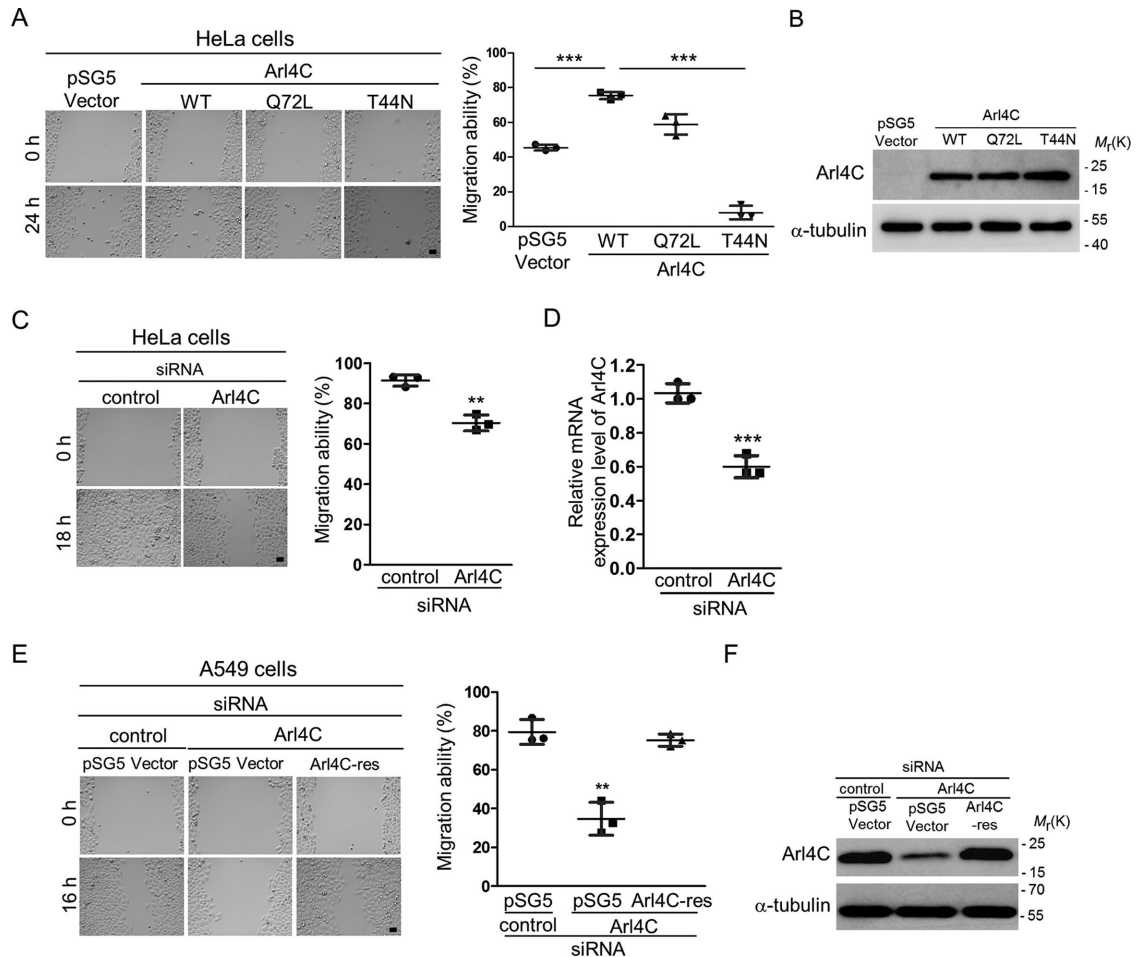 A
HeLa cells
pSG5
Vector
Arl4C
WT Q72L T44N
0 h
24 h
Migration ability (%)
100
80
60
40
20
0
*** ***
pSG5
Vector
WT Q72L T44N
Arl4C
B
pSG5
Vector
Arl4C
WT Q72L T44N
Mr(K)
Arl4C
- 25
- 15
α-tubulin
- 55
- 40
C
HeLa cells
siRNA
control Arl4C
0 h
18 h
Migration ability (%)
100
80
60
40
20
0
**
control Arl4C
siRNA
D
Relative mRNA
expression level of Arl4C
1.2
1.0
0.8
0.6
0.4
0.2
0.0
***
control Arl4C
siRNA
E
A549 cells
siRNA
control Arl4C
pSG5 Vector pSG5 Vector Arl4C-res
0 h
16 h
Migration ability (%)
100
80
60
40
20
0
**
pSG5 pSG5 Arl4C-res
control Arl4C
siRNA
F
siRNA
control Arl4C
pSG5
Vector
pSG5
Vector
Arl4C
-res
Mr(K)
Arl4C
- 25
- 15
α-tubulin
- 70
- 55